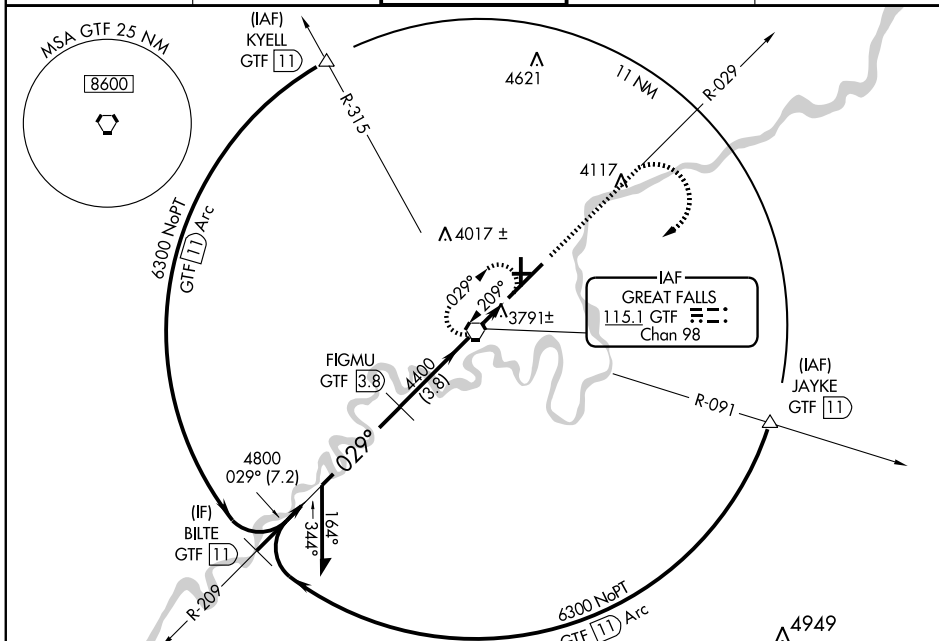 MSA GTF 25 NM
8600
(IAF)
KYELL
GTF 11
R-315
4621
11 NM
R-029
4117
4017 ±
6300 NoPT
GTF 11 Arc
029°
209°
3791±
IAF
GREAT FALLS
115.1 GTF
Chan 98
FIGMU
GTF 3.8
4400
(3.8)
(IAF)
JAYKE
GTF 11
R-091
029°
4800
029° (7.2)
(IF)
BILTE
GTF 11
164°
344°
R-209
6300 NoPT
GTF 11 Arc
4949